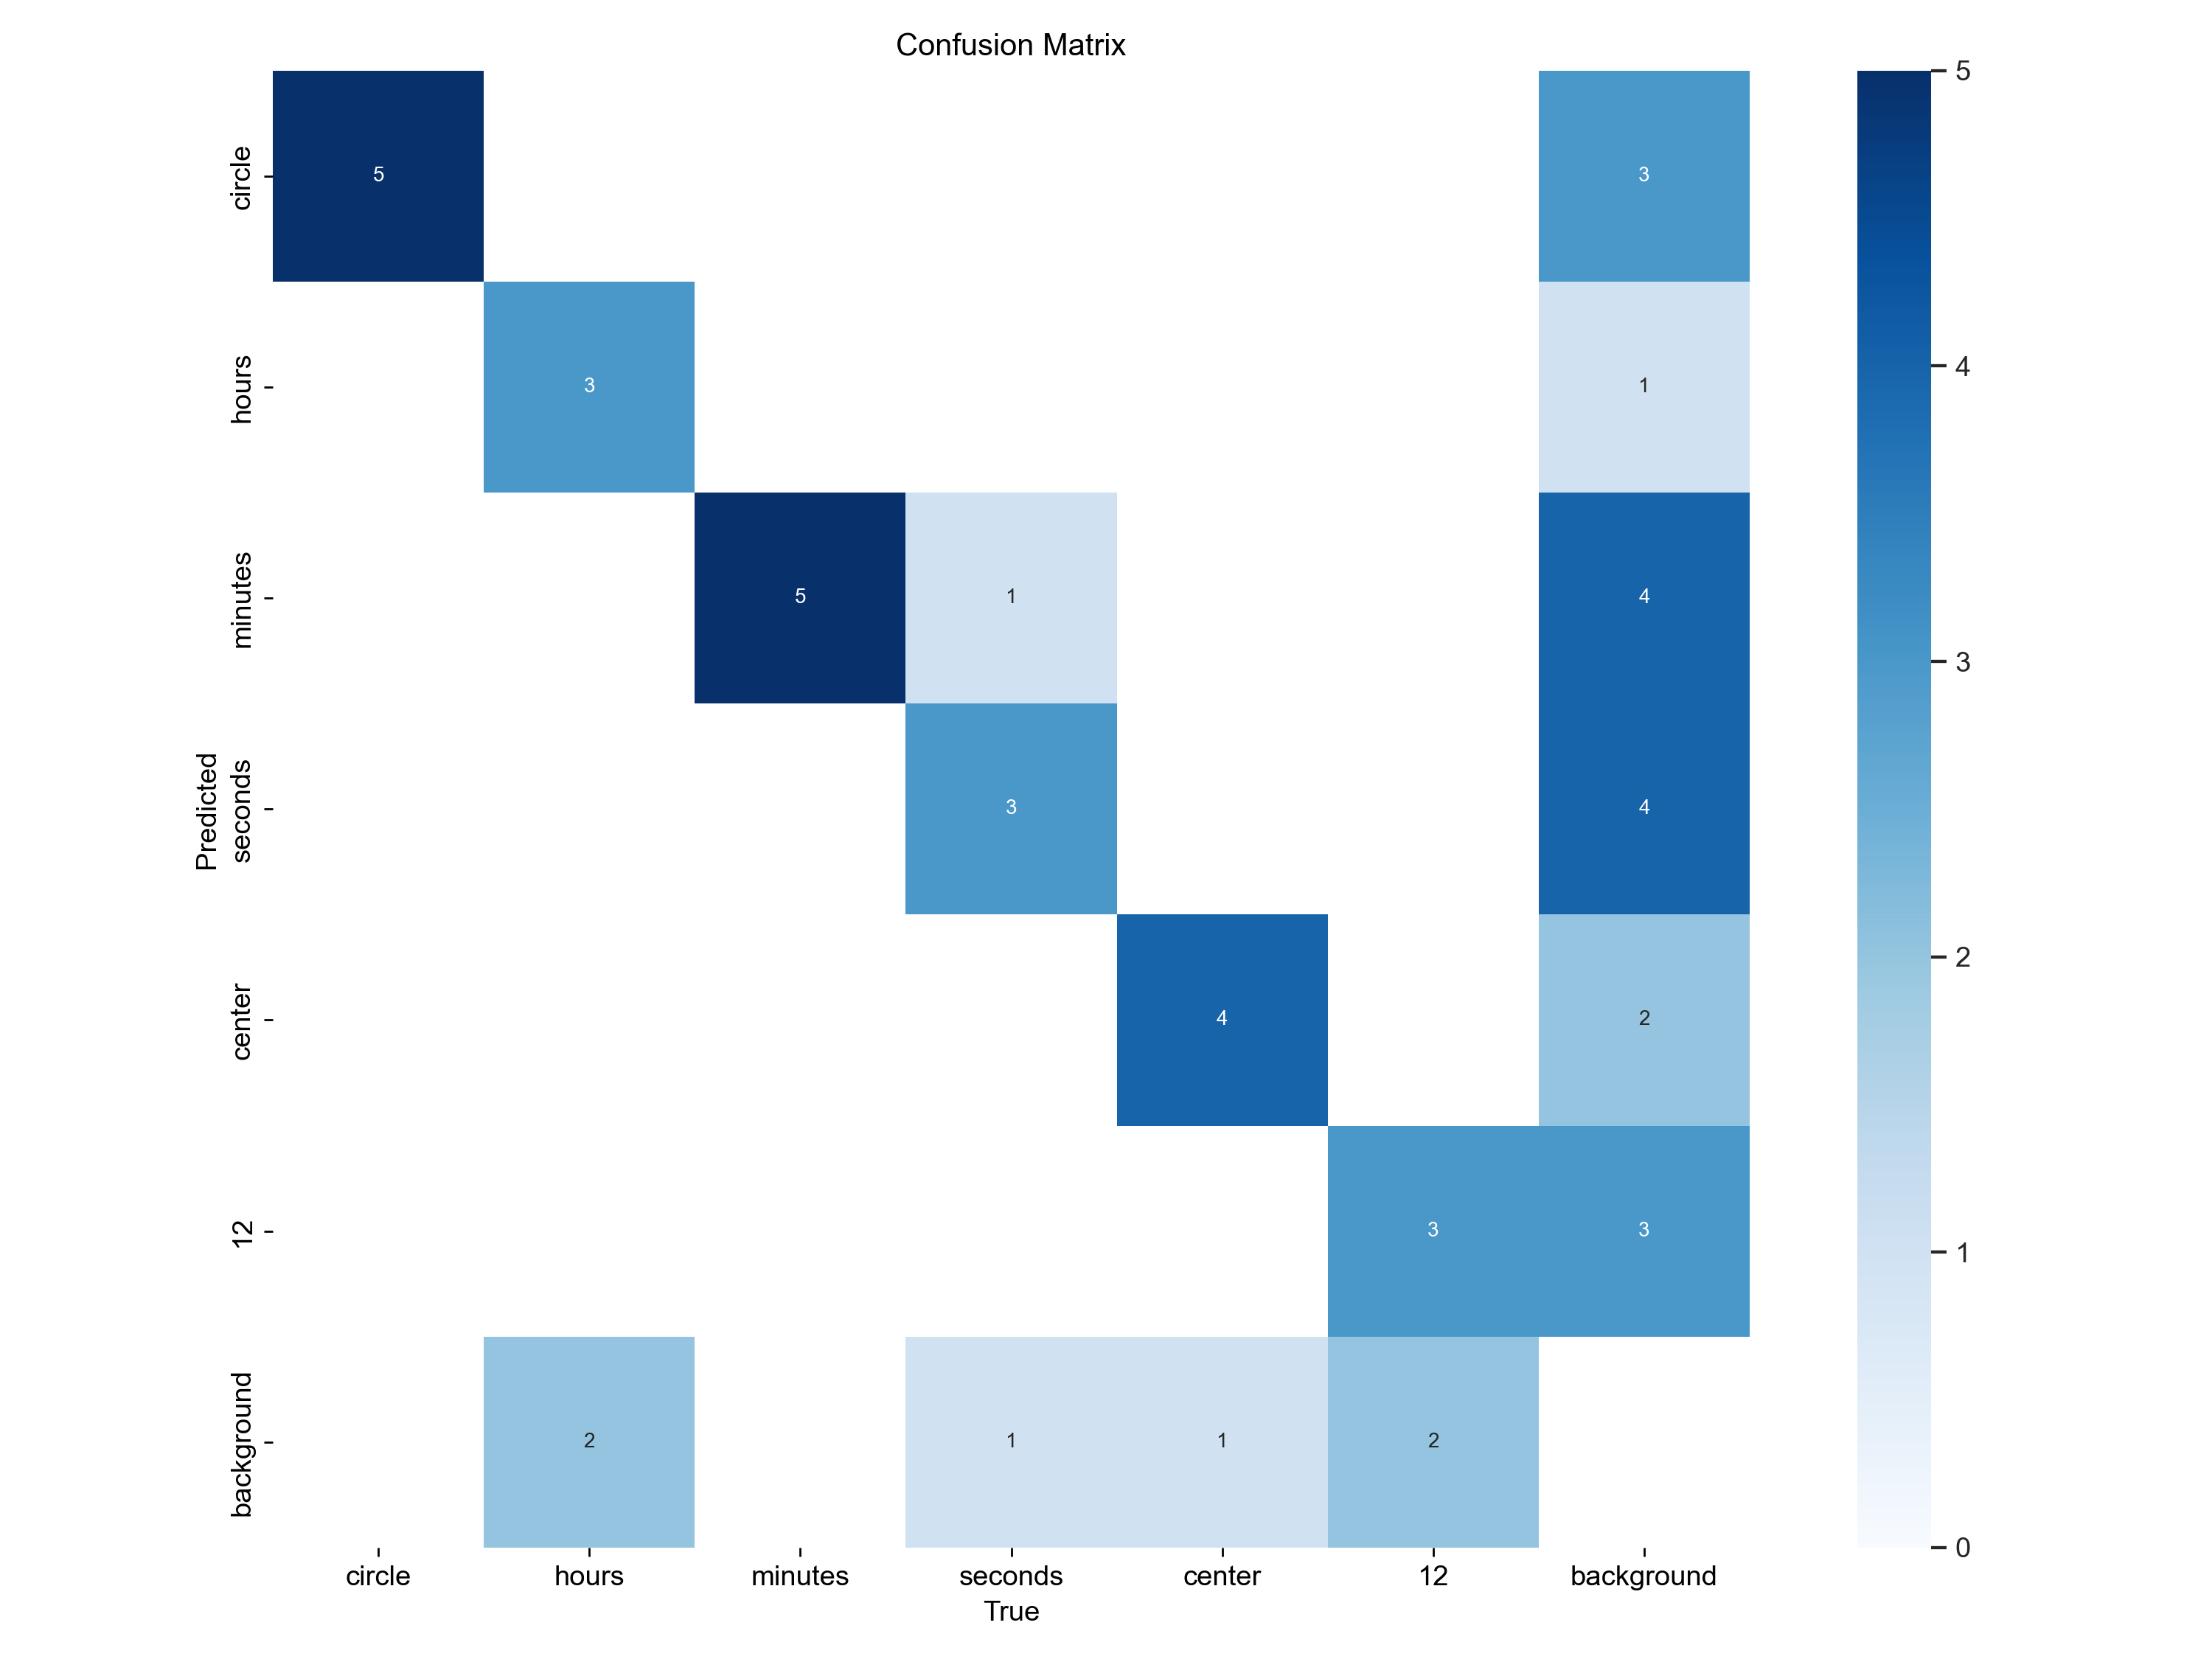 Confusion Matrix
circle
5
3
5
hours
3
1
4
minutes
5
1
4
3
Predicted
seconds
3
4
center
4
2
2
12
3
3
1
background
2
1
1
2
0
circle hours minutes seconds center 12 background
True